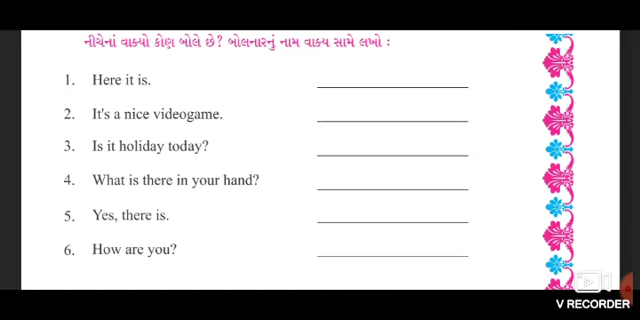 નીચેનાં વાક્યો કોણ બોલે છે? બોલનારનું નામ વાક્ય સામે લખો :
1. Here it is.
2. It's a nice videogame.
3. Is it holiday today?
4. What is there in your hand?
5. Yes, there is.
6. How are you?
V RECORDER